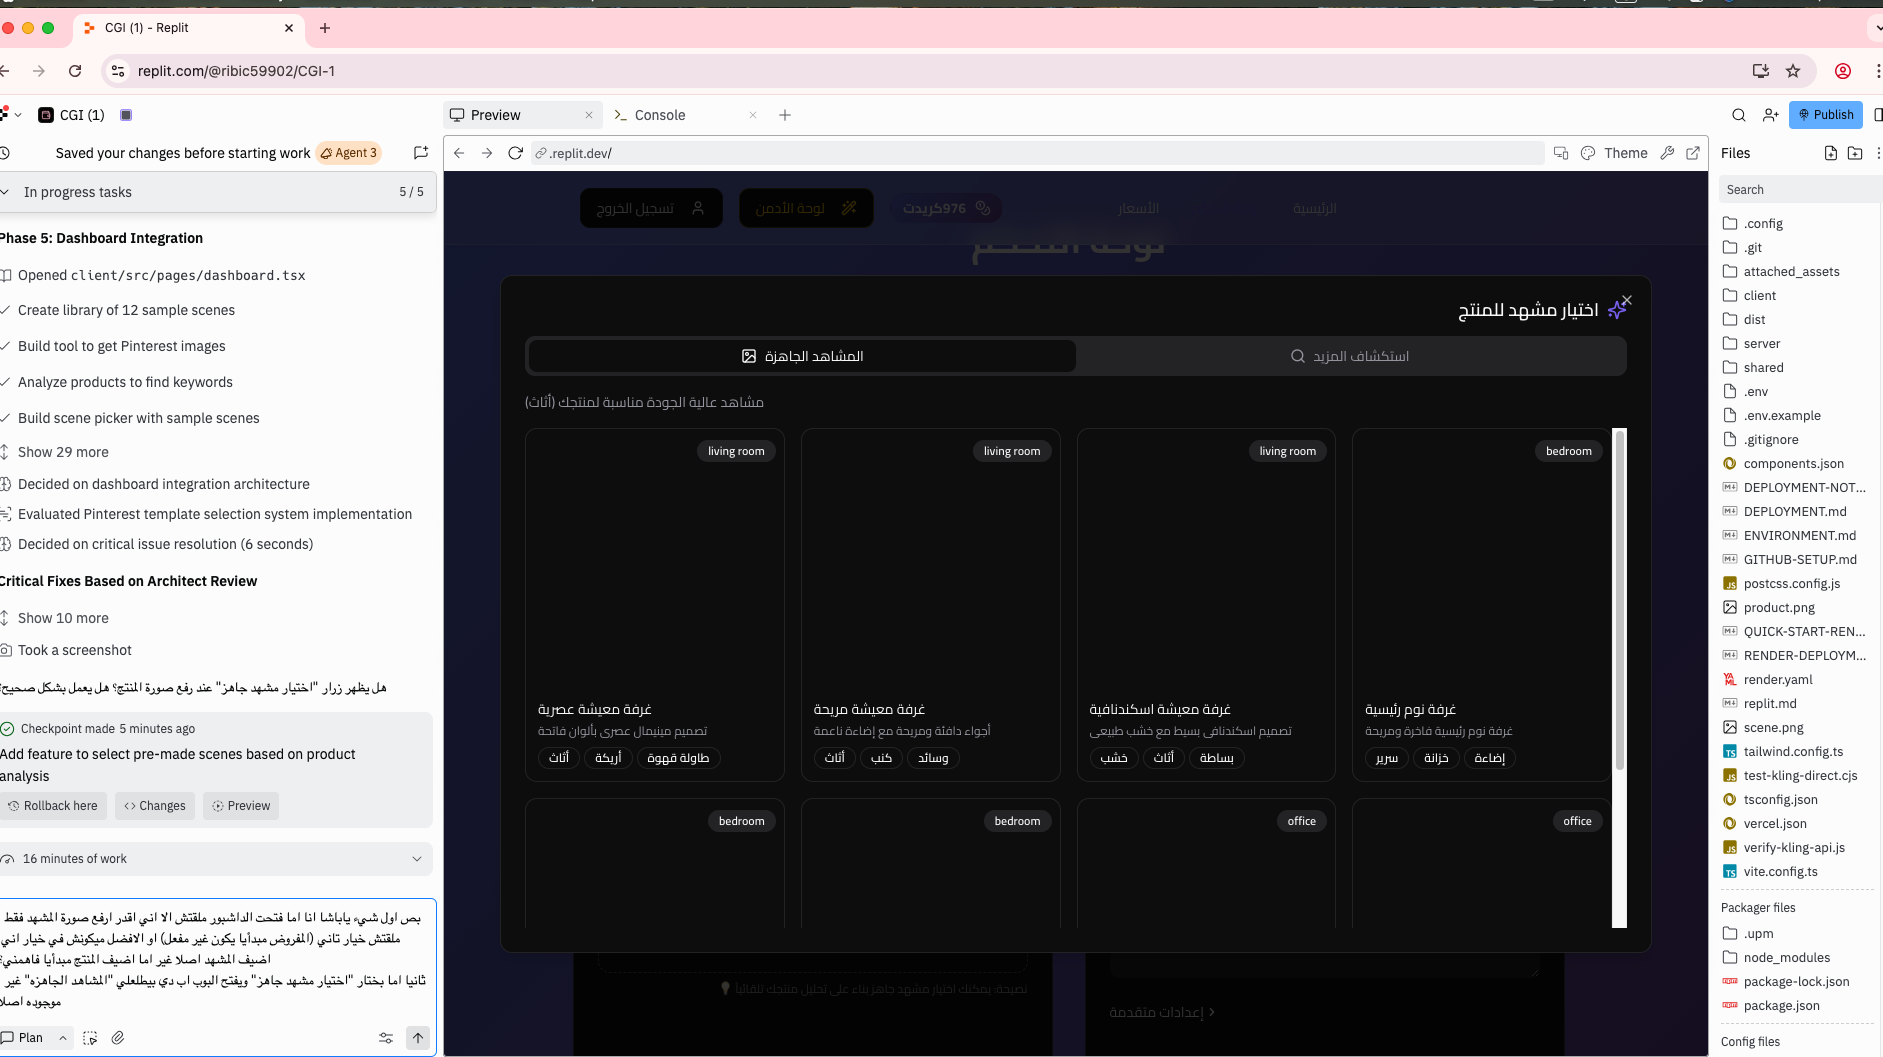 CGI (1) - Replit
replit.com/@ribic59902/CGI-1
CGI (1)
Preview
Console
Publish
Saved your changes before starting work
Agent 3
.replit.dev/
Theme
Files
In progress tasks
5 / 5
Search
Phase 5: Dashboard Integration
Opened client/src/pages/dashboard.tsx
Create library of 12 sample scenes
Build tool to get Pinterest images
Analyze products to find keywords
Build scene picker with sample scenes
Show 29 more
Decided on dashboard integration architecture
Evaluated Pinterest template selection system implementation
Decided on critical issue resolution (6 seconds)
Critical Fixes Based on Architect Review
Show 10 more
Took a screenshot
هل يظهر زرار "اختيار مشهد جاهز" عند رفع صورة المنتج؟ هل يعمل بشكل صحيح؟
Checkpoint made 5 minutes ago
Add feature to select pre-made scenes based on product
analysis
Rollback here
Changes
Preview
16 minutes of work
بص اول شيء ياباشا انا اما فتحت الداشبور ملقتش الا اني اقدر ارفع صورة المشهد فقط
ملقتش خيار تاني (المفروض مبدأيا يكون غير مفعل) او الافضل ميكونش في خيار اني
اضيف المشهد اصلا غير اما اضيف المنتج مبدأيا فاهمني؟
ثانيا اما بختار "اختيار مشهد جاهز" ويفتح البوب اب دي بيطلعلي "المشاهد الجاهزه" غير
موجوده اصلا
Plan
الرئيسية
الأسعار
976كريدت
لوحة الأدمن
تسجيل الخروج
لوحة التحكم
اختيار مشهد للمنتج
استكشاف المزيد
المشاهد الجاهزة
مشاهد عالية الجودة مناسبة لمنتجك (أثاث)
living room
living room
living room
bedroom
غرفة معيشة عصرية
تصميم مينيمال عصري بألوان فاتحة
طاولة قهوة
أريكة
أثاث
غرفة معيشة مريحة
أجواء دافئة ومريحة مع إضاءة ناعمة
وسائد
كنب
أثاث
غرفة معيشة اسكندنافية
تصميم اسكندنافي بسيط مع خشب طبيعي
بساطة
أثاث
خشب
غرفة نوم رئيسية
غرفة نوم رئيسية فاخرة ومريحة
إضاءة
خزانة
سرير
bedroom
bedroom
office
office
نصيحة: يمكنك اختيار مشهد جاهز بناء على تحليل منتجك تلقائياً
إعدادات متقدمة
.config
.git
attached_assets
client
dist
server
shared
.env
.env.example
.gitignore
components.json
DEPLOYMENT-NOT...
DEPLOYMENT.md
ENVIRONMENT.md
GITHUB-SETUP.md
postcss.config.js
product.png
QUICK-START-REN...
RENDER-DEPLOYM...
render.yaml
replit.md
scene.png
tailwind.config.ts
test-kling-direct.cjs
tsconfig.json
vercel.json
verify-kling-api.js
vite.config.ts
Packager files
.upm
node_modules
package-lock.json
package.json
Config files